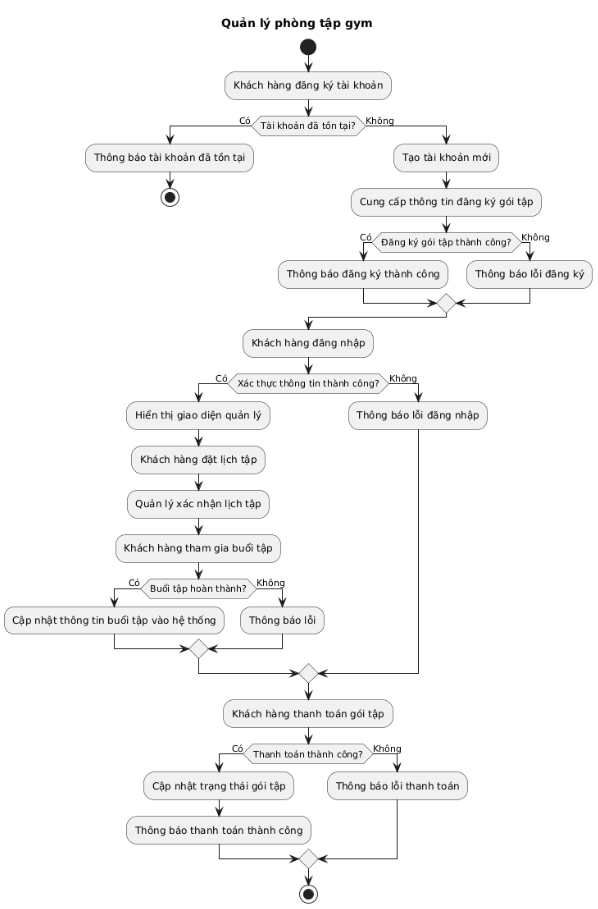 Quản lý phòng tập gym
Khách hàng đăng ký tài khoản
Có
Tài khoản đã tồn tại?
Không
Thông báo tài khoản đã tồn tại
Tạo tài khoản mới
Cung cấp thông tin đăng ký gói tập
Có
Đăng ký gói tập thành công?
Không
Thông báo đăng ký thành công
Thông báo lỗi đăng ký
Khách hàng đăng nhập
Có
Xác thực thông tin thành công?
Không
Hiển thị giao diện quản lý
Thông báo lỗi đăng nhập
Khách hàng đặt lịch tập
Quản lý xác nhận lịch tập
Khách hàng tham gia buổi tập
Có
Buổi tập hoàn thành?
Không
Cập nhật thông tin buổi tập vào hệ thống
Thông báo lỗi
Khách hàng thanh toán gói tập
Có
Thanh toán thành công?
Không
Cập nhật trạng thái gói tập
Thông báo lỗi thanh toán
Thông báo thanh toán thành công